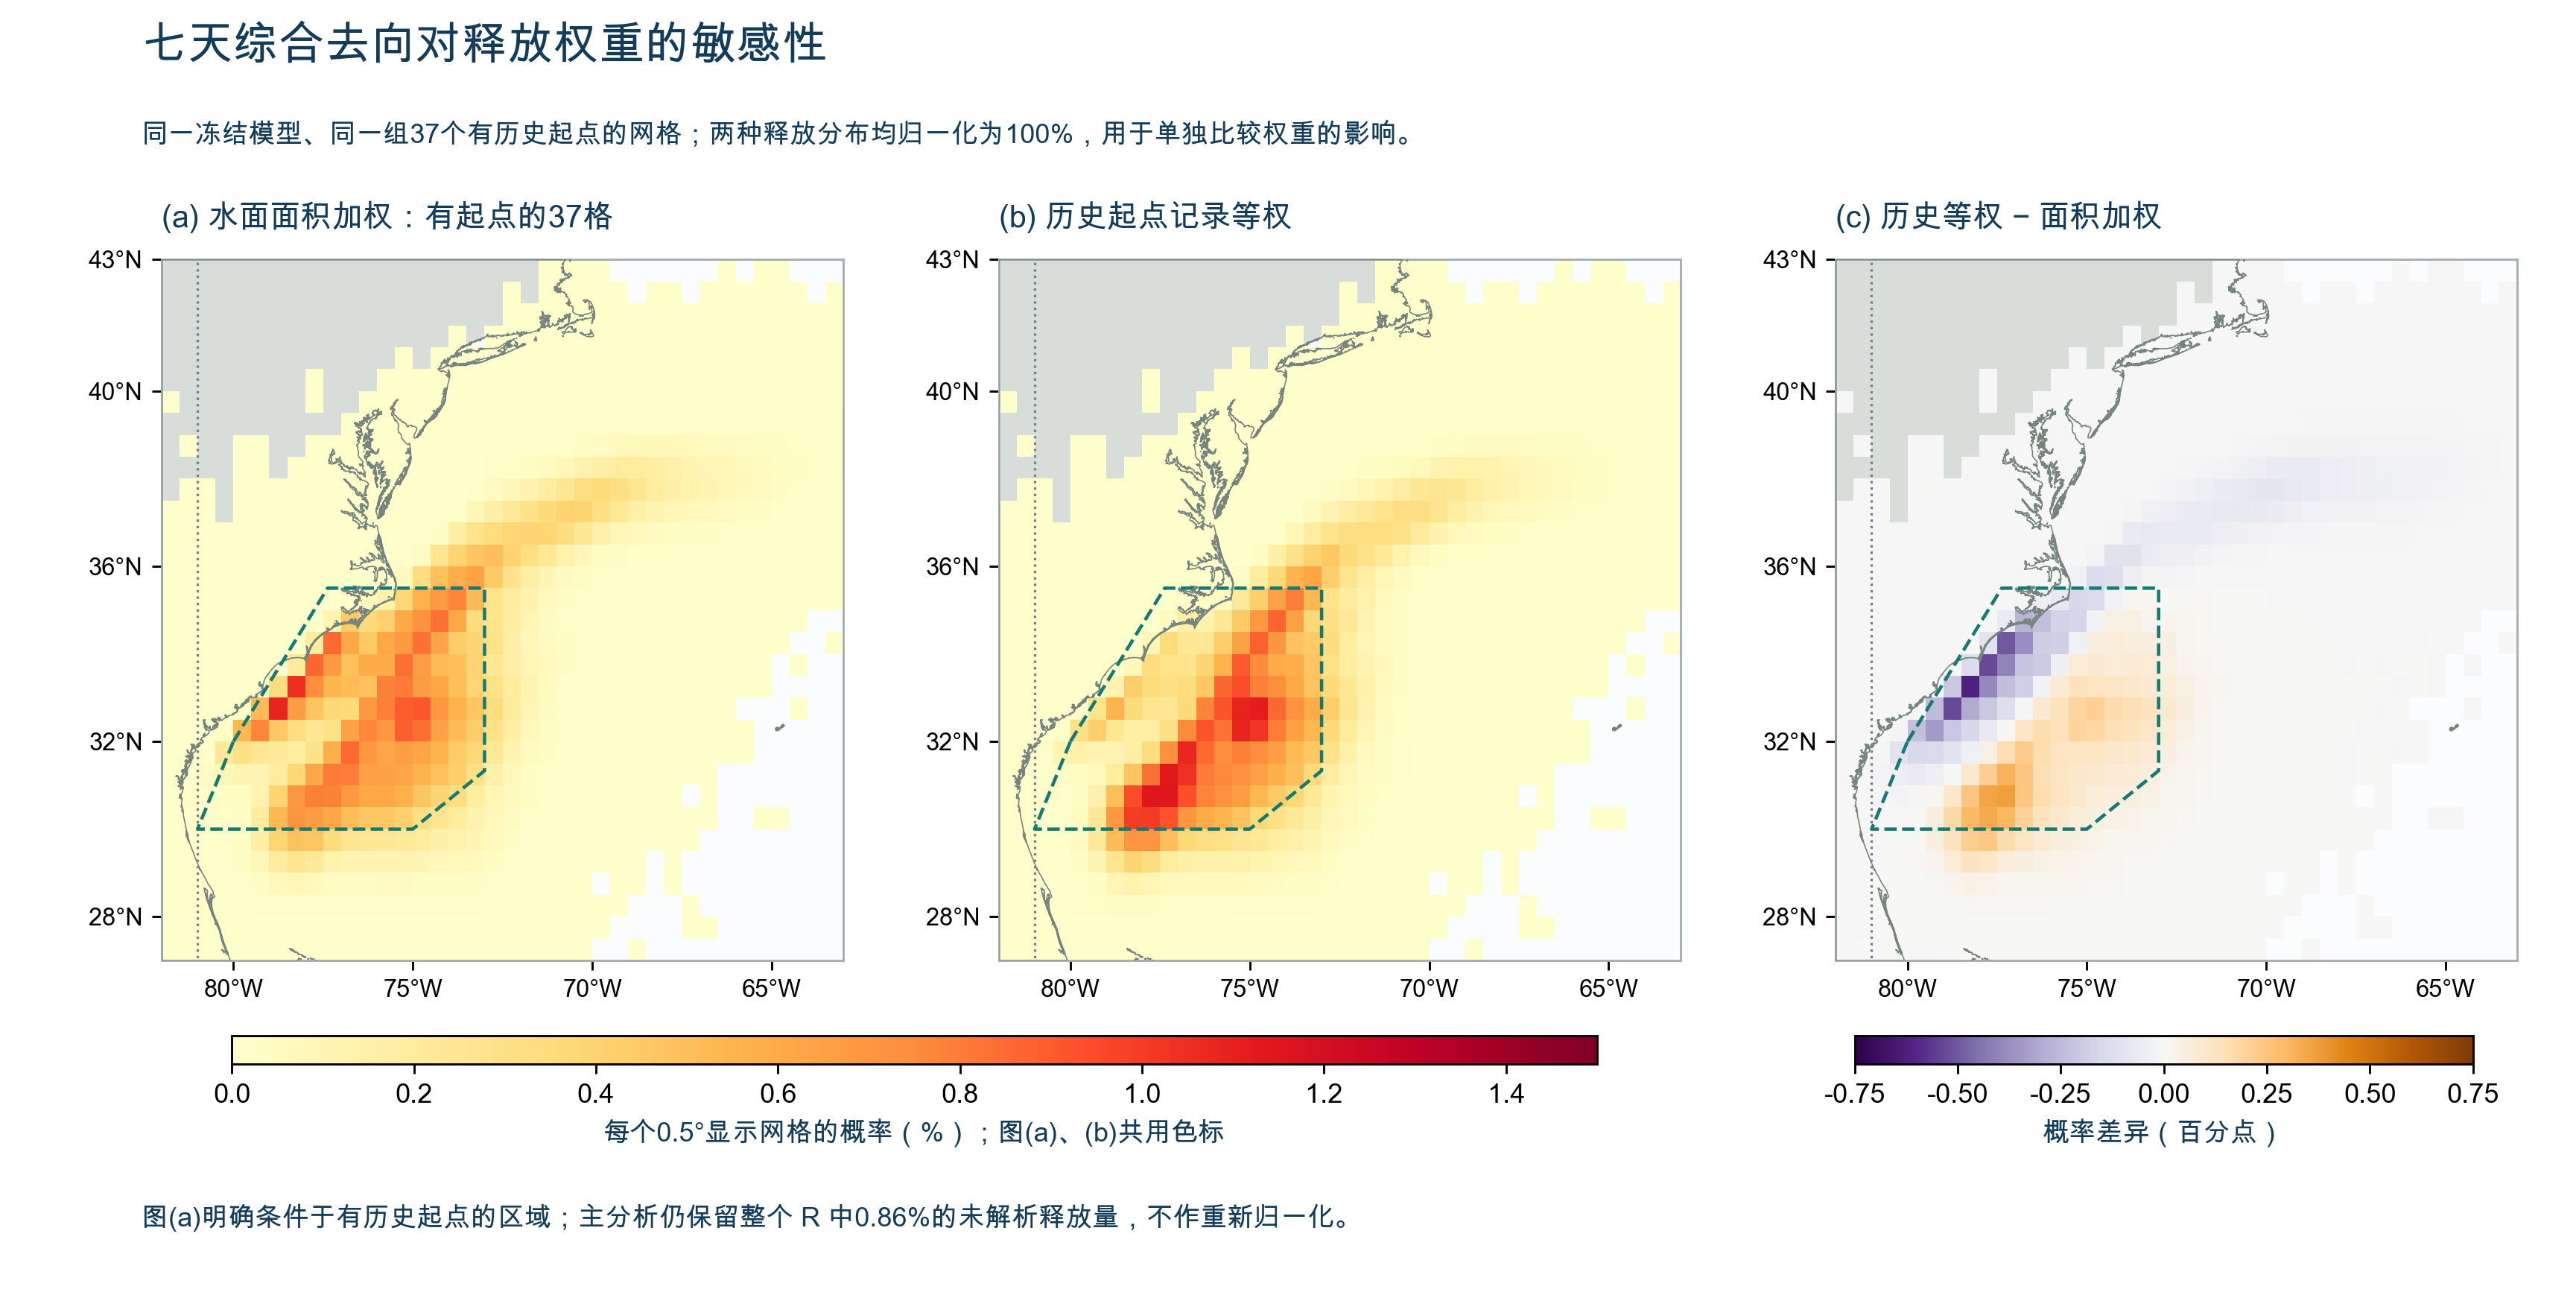 七天综合去向对释放权重的敏感性
同一冻结模型、同一组37个有历史起点的网格；两种释放分布均归一化为100%，用于单独比较权重的影响。
(a) 水面面积加权：有起点的37格
43°N
40°N
36°N
32°N
28°N
80°W
75°W
70°W
65°W
(b) 历史起点记录等权
43°N
40°N
36°N
32°N
28°N
80°W
75°W
70°W
65°W
(c) 历史等权 − 面积加权
43°N
40°N
36°N
32°N
28°N
80°W
75°W
70°W
65°W
0.0
0.2
0.4
0.6
0.8
1.0
1.2
1.4
每个0.5°显示网格的概率（%）；图(a)、(b)共用色标
-0.75
-0.50
-0.25
0.00
0.25
0.50
0.75
概率差异（百分点）
图(a)明确条件于有历史起点的区域；主分析仍保留整个 R 中0.86%的未解析释放量，不作重新归一化。